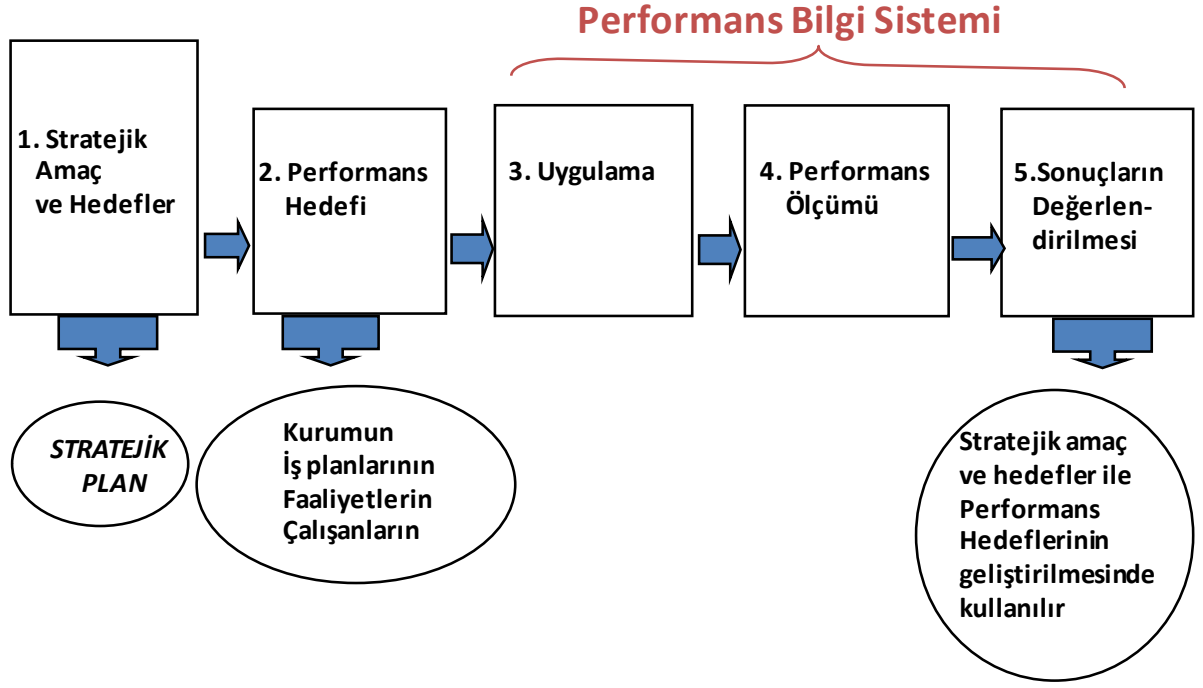 Performans Bilgi Sistemi
1. Stratejik
Amaç
ve Hedefler
2. Performans
Hedefi
3. Uygulama
4. Performans
Ölçümü
5.Sonuçların
Değerlen-
dirilmesi
STRATEJİK
PLAN
Kurumun
İş planlarının
Faaliyetlerin
Çalışanların
Stratejik amaç
ve hedefler ile
Performans
Hedeflerinin
geliştirilmesinde
kullanılır